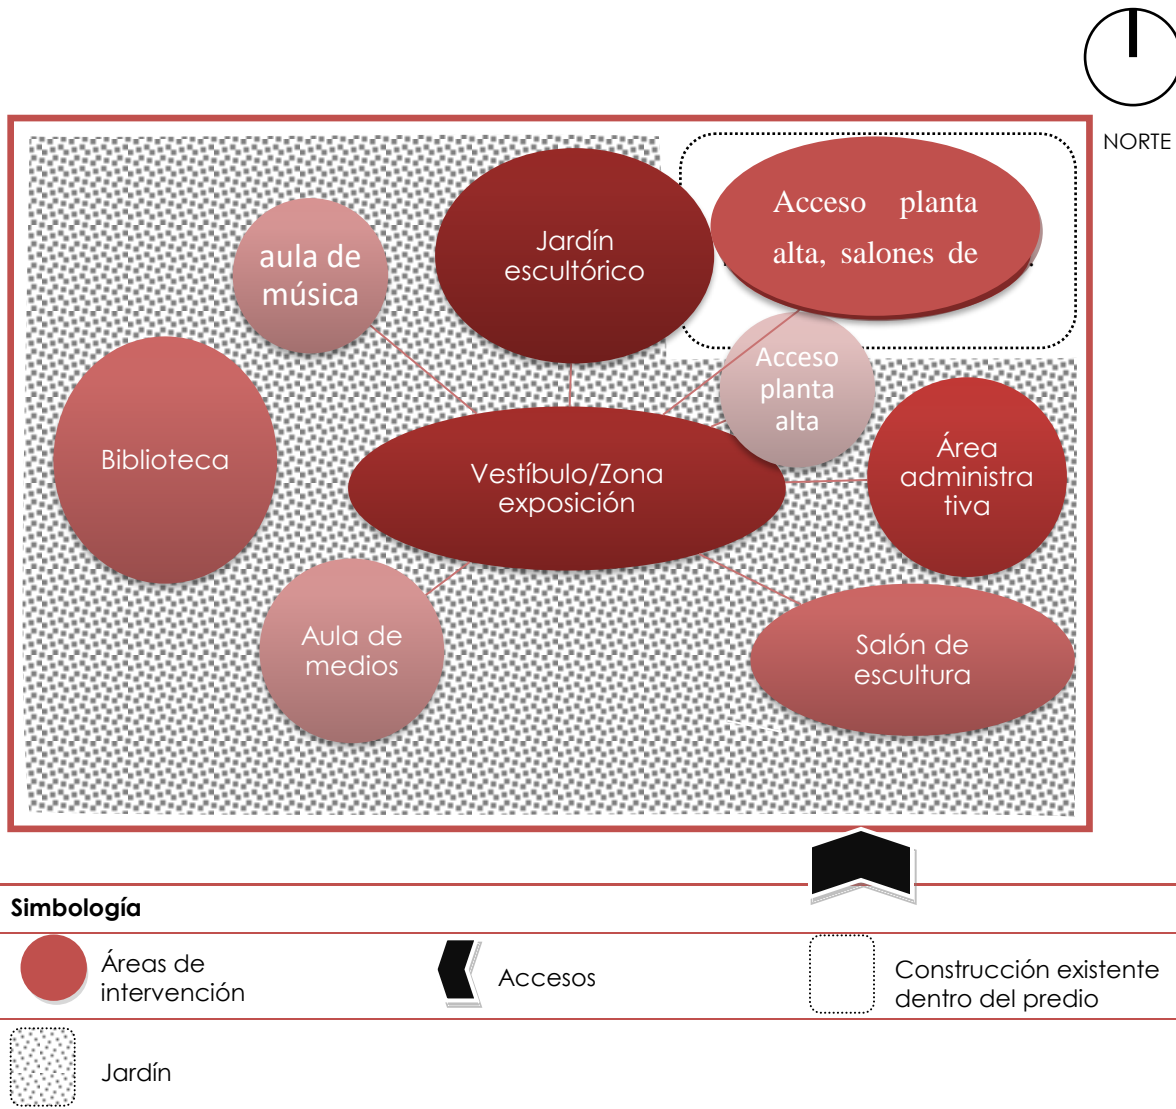 NORTE
Acceso planta
alta, salones de
Jardín
escultórico
aula de
música
Acceso
planta
alta
Biblioteca
Vestíbulo/Zona
exposición
Área
administra
tiva
Aula de
medios
Salón de
escultura
Simbología
Áreas de
intervención
Accesos
Construcción existente
dentro del predio
Jardín